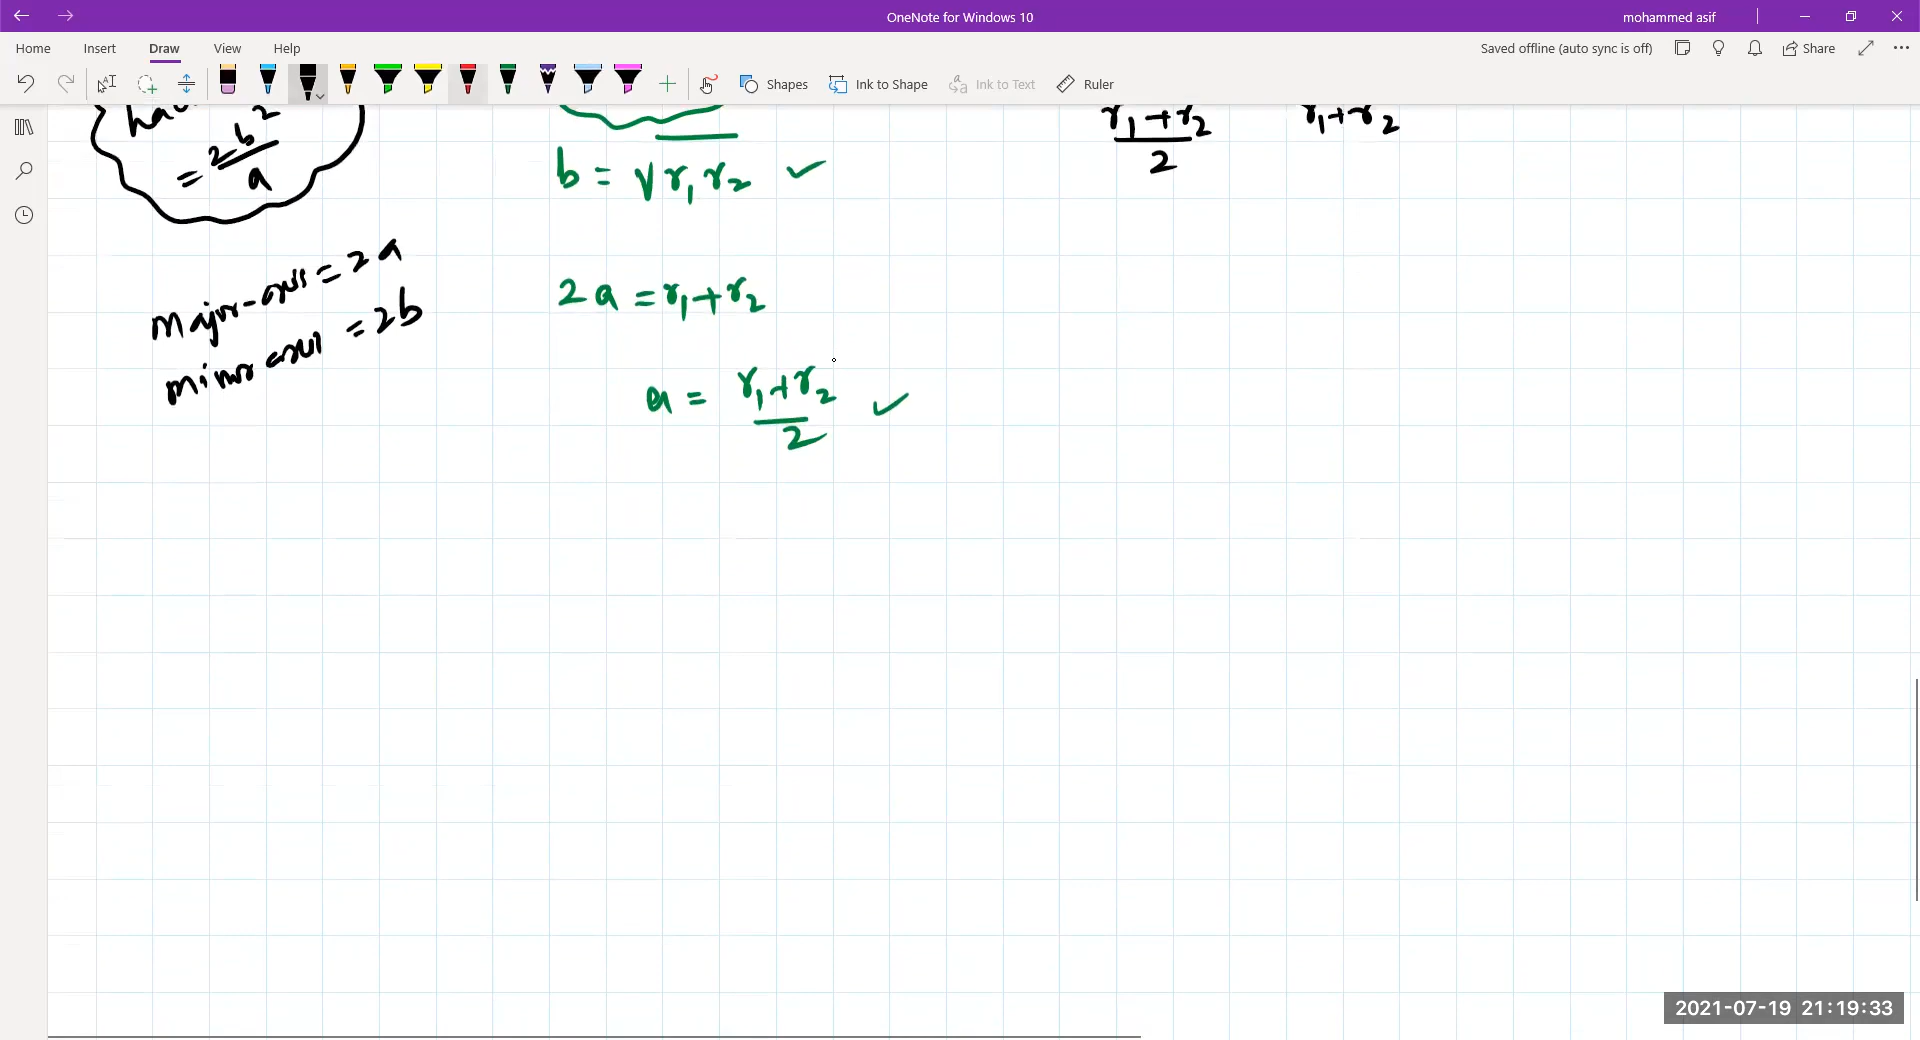 OneNote for Windows 10
mohammed asif
Home Insert Draw View Help
Saved offline (auto sync is off) Share
Shapes Ink to Shape Ink to Text Ruler
= 2b²/a
major-axis = 2a
minor axis = 2b
b = √r₁r₂ ✓
2a = r₁+r₂
a = r₁+r₂/2 ✓
r₁+r₂/2
r₁+r₂
2021-07-19 21:19:33